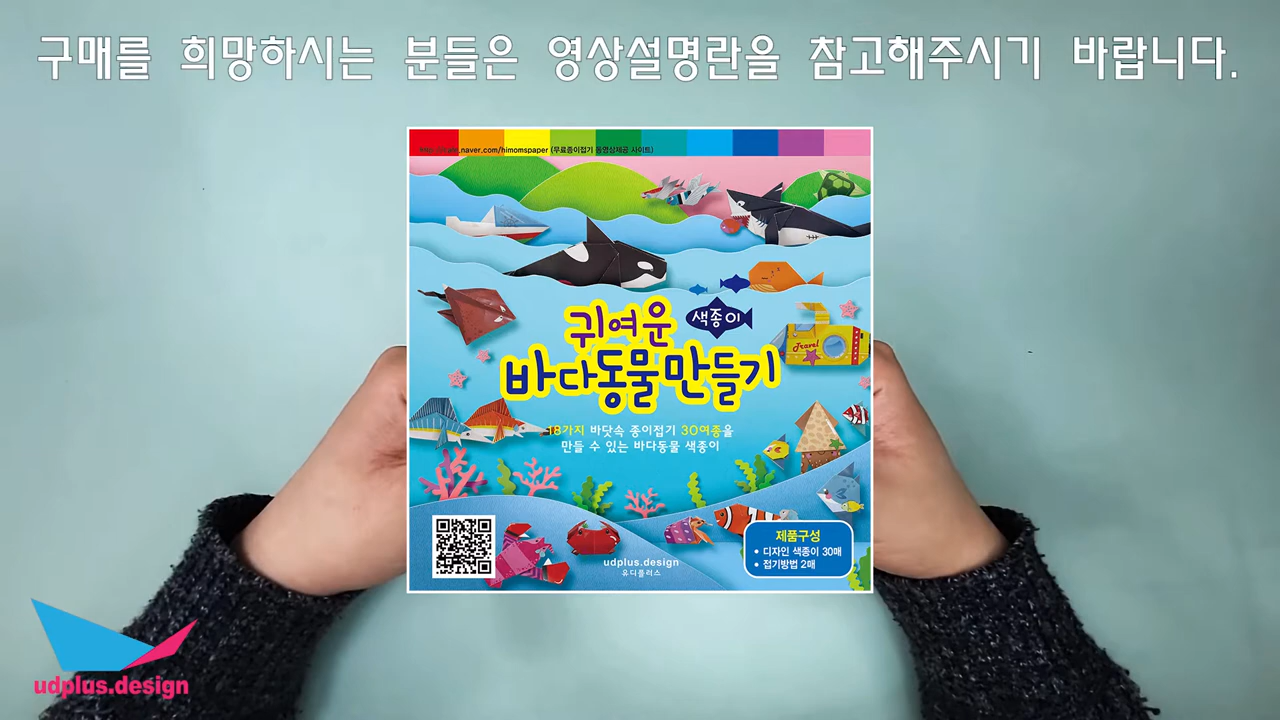 구매를 희망하시는 분들은 영상설명란을 참고해주시기 바랍니다.
naver.com/himomspaper (무료종이접기 동영상제공 사이트)
귀여운 색종이
바다동물만들기
Travel
18가지 바닷속 종이접기 30여종을
만들 수 있는 바다동물 색종이
제품구성
• 디자인 색종이 30매
• 접기방법 2매
udplus.design
유디플러스
udplus.design